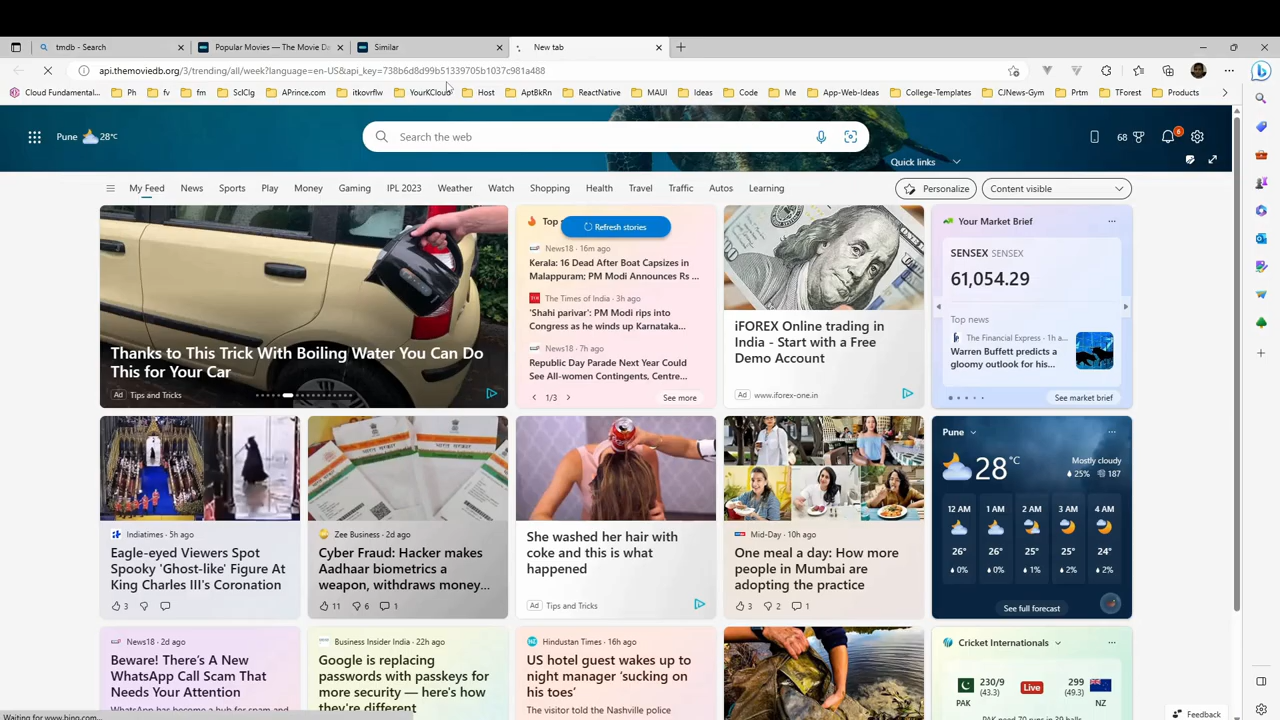 tmdb - Search
Popular Movies — The Movie Da
Similar
New tab
api.themoviedb.org/3/trending/all/week?language=en-US&api_key=738b6d8d99b51339705b1037c981a488
Cloud Fundamental...
Ph
fv
fm
SclClg
APrince.com
itkovrflw
YourKCloud
Host
AptBkRn
ReactNative
MAUI
Ideas
Code
Me
App-Web-Ideas
College-Templates
CJNews-Gym
Prtm
TForest
ProductBuilt
Pune 28°C
Search the web
68
6
Quick links
My Feed
News
Sports
Play
Money
Gaming
IPL 2023
Weather
Watch
Shopping
Health
Travel
Traffic
Autos
Learning
Personalize
Content visible
Thanks to This Trick With Boiling Water You Can Do
This for Your Car
Ad Tips and Tricks
Top s
Refresh stories
News18 · 16m ago
Kerala: 16 Dead After Boat Capsizes in
Malappuram; PM Modi Announces Rs ...
The Times of India · 3h ago
'Shahi parivar': PM Modi rips into
Congress as he winds up Karnataka...
News18 · 7h ago
Republic Day Parade Next Year Could
See All-women Contingents, Centre...
1/3
See more
iFOREX Online trading in
India - Start with a Free
Demo Account
Ad www.iforex-one.in
Your Market Brief
SENSEX SENSEX
61,054.29
Top news
The Financial Express · 1h a...
Warren Buffett predicts a
gloomy outlook for his...
See market brief
Indiatimes · 5h ago
Eagle-eyed Viewers Spot
Spooky 'Ghost-like' Figure At
King Charles III's Coronation
3
Zee Business · 2d ago
Cyber Fraud: Hacker makes
Aadhaar biometrics a
weapon, withdraws money...
11
6
1
She washed her hair with
coke and this is what
happened
Ad Tips and Tricks
Mid-Day · 10h ago
One meal a day: How more
people in Mumbai are
adopting the practice
3
2
1
Pune
28 °C
Mostly cloudy
25% 187
12 AM
1 AM
2 AM
3 AM
4 AM
26°
26°
25°
25°
24°
0%
0%
1%
2%
2%
See full forecast
News18 · 2d ago
Beware! There's A New
WhatsApp Call Scam That
Needs Your Attention
WhatsApp has become a hub for spam and
Business Insider India · 22h ago
Google is replacing
passwords with passkeys for
more security — here's how
they're different
Hindustan Times · 16h ago
US hotel guest wakes up to
night manager 'sucking on
his toes'
The visitor told the Nashville police
Cricket Internationals
230/9
(43.3)
Live
299
(49.3)
PAK
NZ
PAK need 70 runs in 39 balls
Feedback
Waiting for www.bing.com...